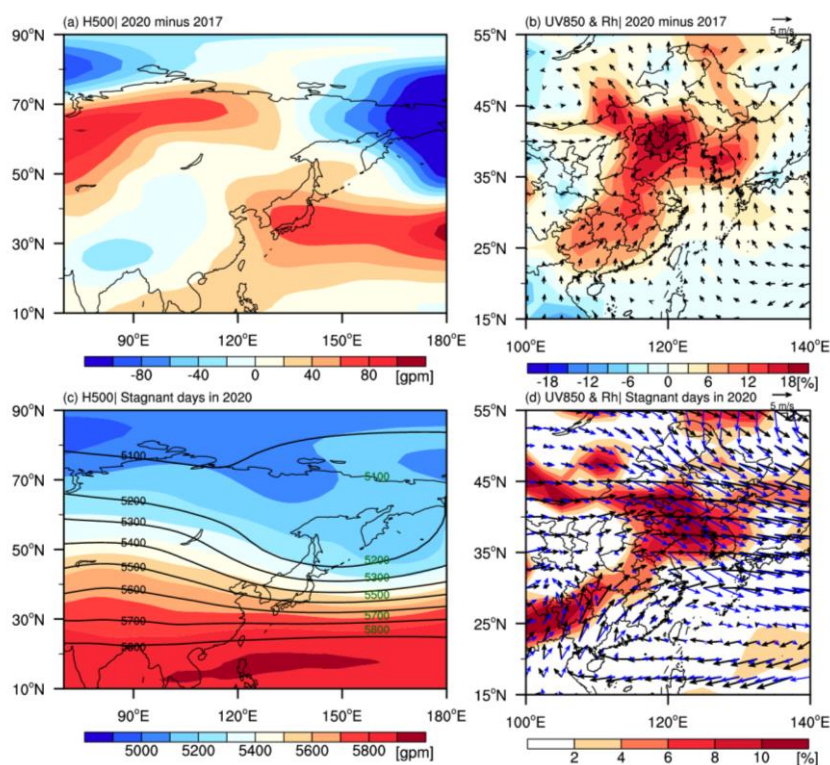 (a) H500| 2020 minus 2017
90°N
70°N
50°N
30°N
10°N
90°E 120°E 150°E 180°E
-80 -40 0 40 80 [gpm]
(b) UV850 & Rh| 2020 minus 2017
5 m/s
55°N
45°N
35°N
25°N
15°N
100°E 120°E 140°E
-18 -12 -6 0 6 12 18[%]
(c) H500| Stagnant days in 2020
90°N
70°N
50°N
30°N
10°N
5100
5200
5300
5400
5500
5600
5700
5800
5100
5200
5300
5500
5700
5800
90°E 120°E 150°E 180°E
5000 5200 5400 5600 5800 [gpm]
(d) UV850 & Rh| Stagnant days in 2020
5 m/s
55°N
45°N
35°N
25°N
15°N
100°E 120°E 140°E
2 4 6 8 10 [%]